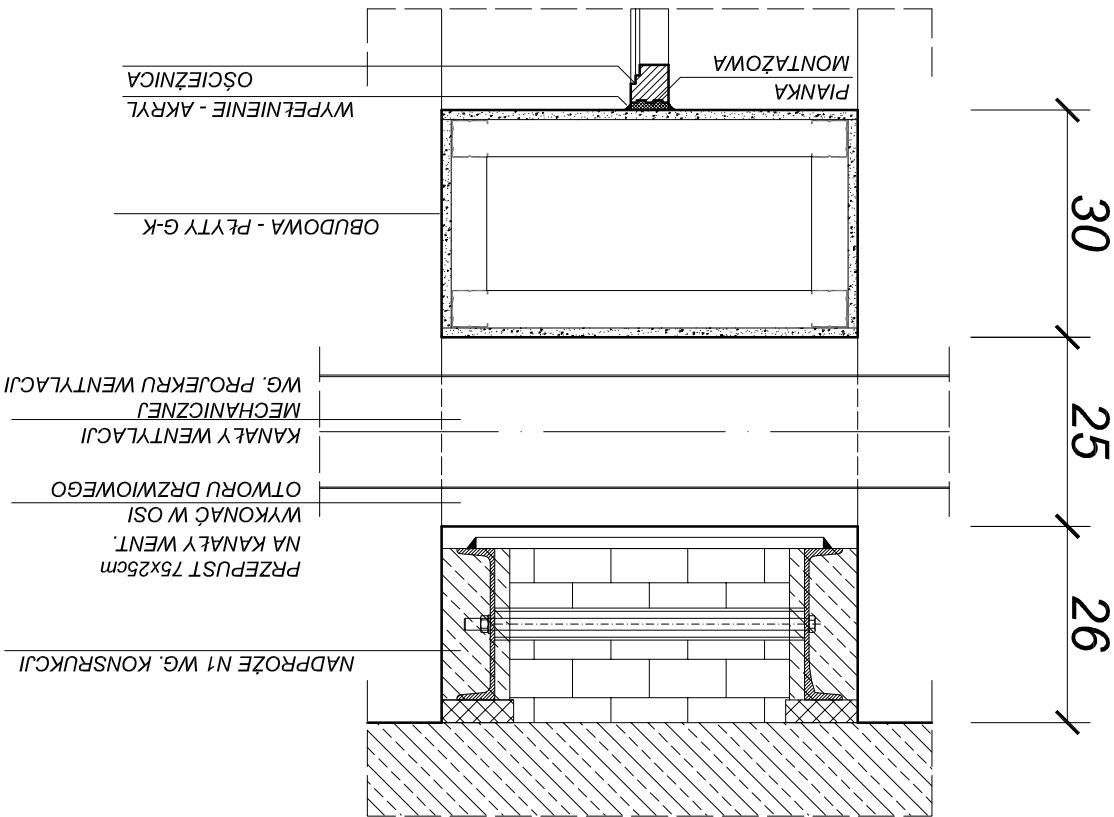 NADPROŻE N1 WG. KONSRUKCJI
PRZEPUST 75x25cm
NA KANAŁY WENT.
WYKONAĆ W OSI
OTWORU DRZWIOWEGO
KANAŁY WENTYLACJI
MECHANICZNEJ
WG. PROJEKRU WENTYLACJI
OBUDOWA - PŁYTY G-K
WYPEŁNIENIE - AKRYL
OŚCIEŻNICA
PIANKA
MONTAŻOWA
26
25
30